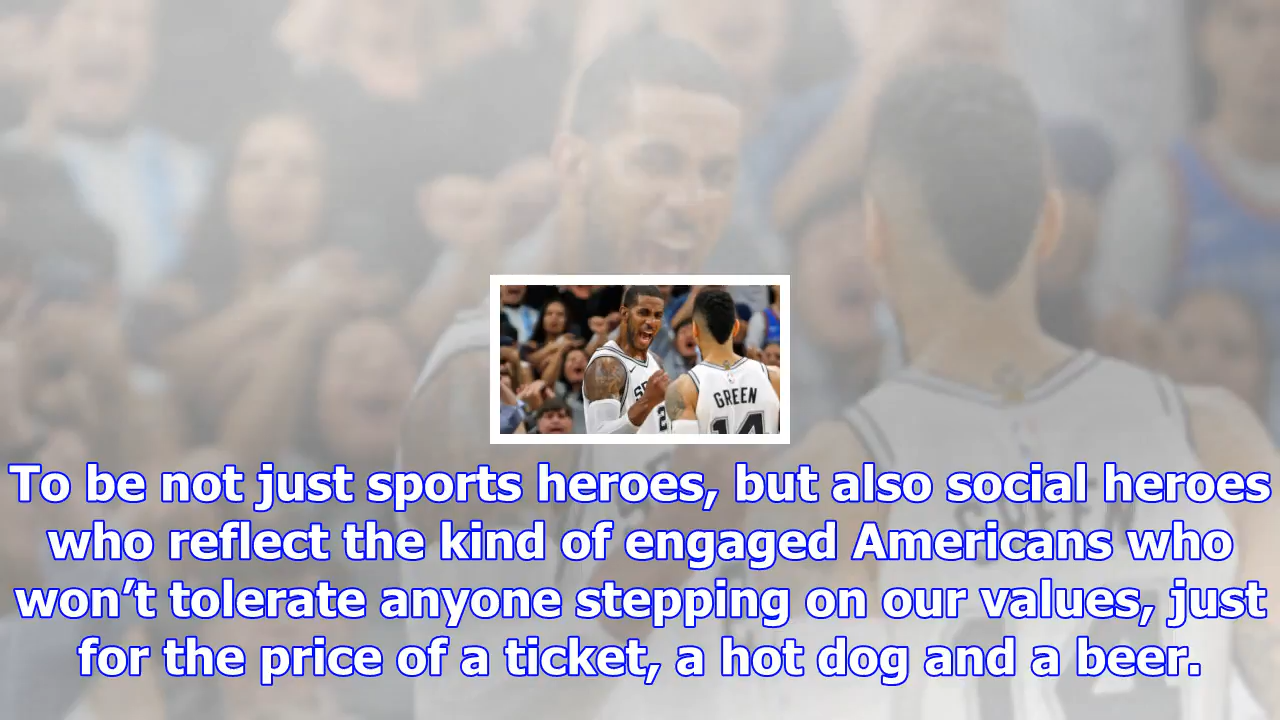 GREEN
14
To be not just sports heroes, but also social heroes
who reflect the kind of engaged Americans who
won’t tolerate anyone stepping on our values, just
for the price of a ticket, a hot dog and a beer.